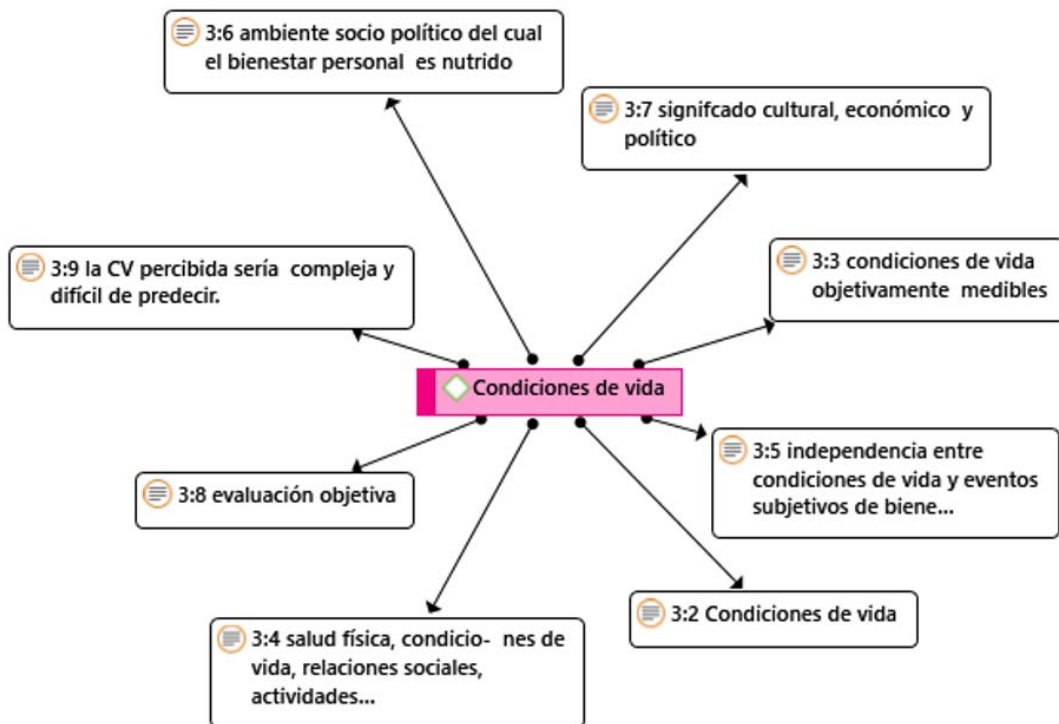 3:6 ambiente socio político del cual
el bienestar personal es nutrido
3:7 signifcado cultural, económico y
político
3:9 la CV percibida sería compleja y
difícil de predecir.
3:3 condiciones de vida
objetivamente medibles
Condiciones de vida
3:8 evaluación objetiva
3:5 independencia entre
condiciones de vida y eventos
subjetivos de biene...
3:4 salud física, condicio- nes de
vida, relaciones sociales,
actividades...
3:2 Condiciones de vida